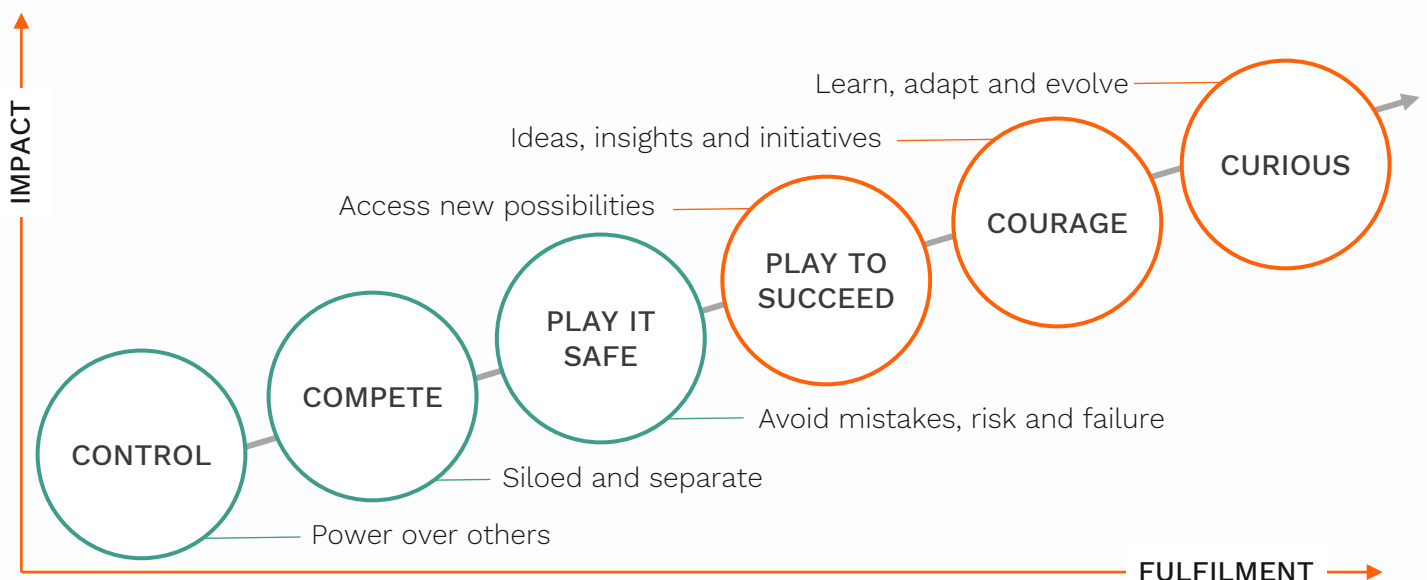 IMPACT
Learn, adapt and evolve
CURIOUS
Ideas, insights and initiatives
COURAGE
Access new possibilities
PLAY TO
SUCCEED
PLAY IT
SAFE
Avoid mistakes, risk and failure
COMPETE
Siloed and separate
CONTROL
Power over others
FULFILMENT